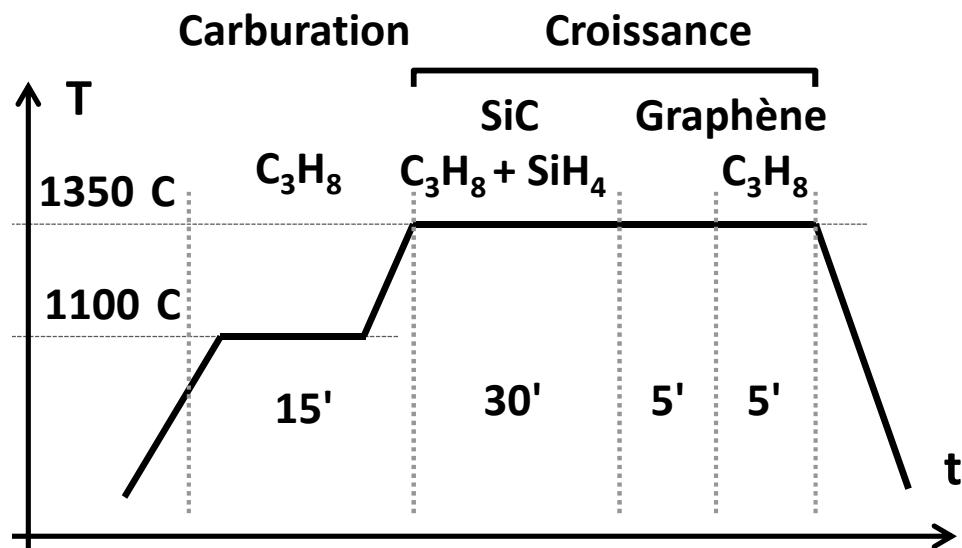 Carburation Croissance
T
SiC Graphène
C₃H₈ C₃H₈ + SiH₄ C₃H₈
1350 C
1100 C
15' 30' 5' 5'
t